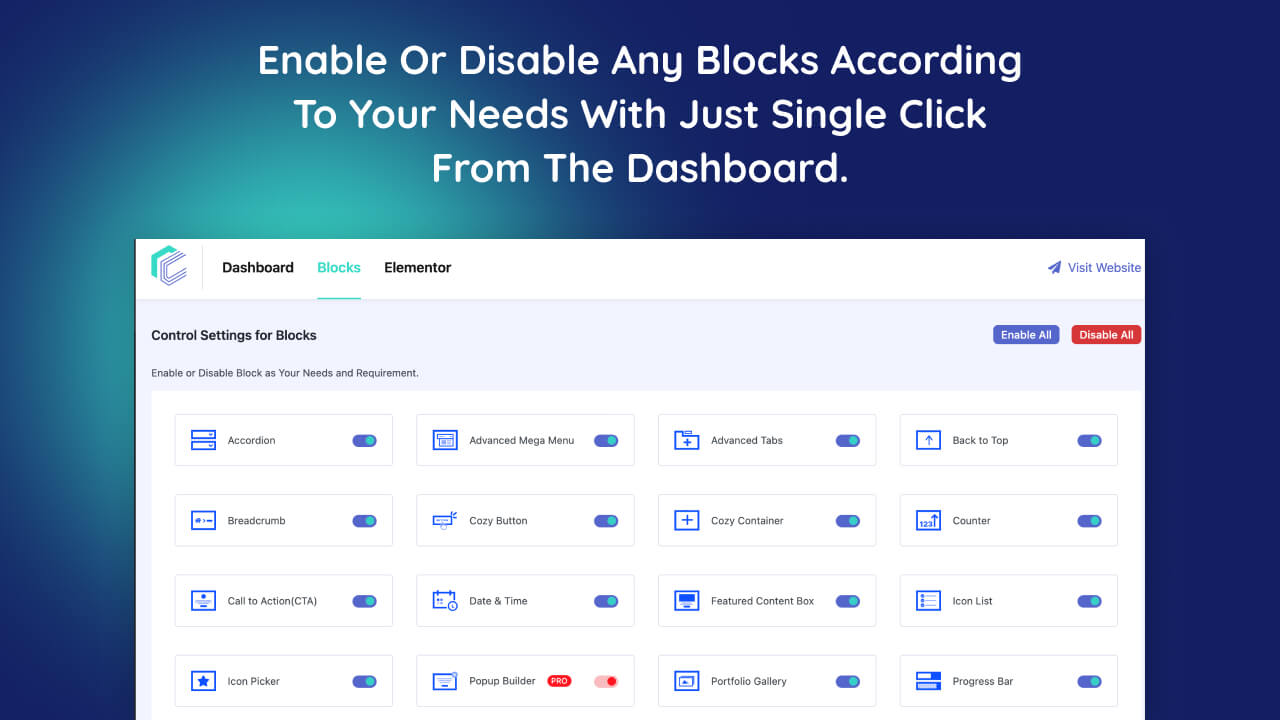 Enable Or Disable Any Blocks According
To Your Needs With Just Single Click
From The Dashboard.
Dashboard Blocks Elementor Visit Website
Control Settings for Blocks Enable All Disable All
Enable or Disable Block as Your Needs and Requirement.
Accordion Advanced Mega Menu Advanced Tabs Back to Top
Breadcrumb Cozy Button Cozy Container 123 Counter
Call to Action(CTA) Date & Time Featured Content Box Icon List
Icon Picker Popup Builder PRO Portfolio Gallery Progress Bar